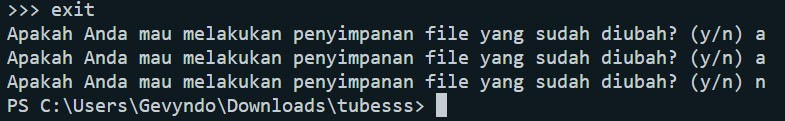 >>> exit
Apakah Anda mau melakukan penyimpanan file yang sudah diubah? (y/n) a
Apakah Anda mau melakukan penyimpanan file yang sudah diubah? (y/n) a
Apakah Anda mau melakukan penyimpanan file yang sudah diubah? (y/n) n
PS C:\Users\Gevyndo\Downloads\tubesss>